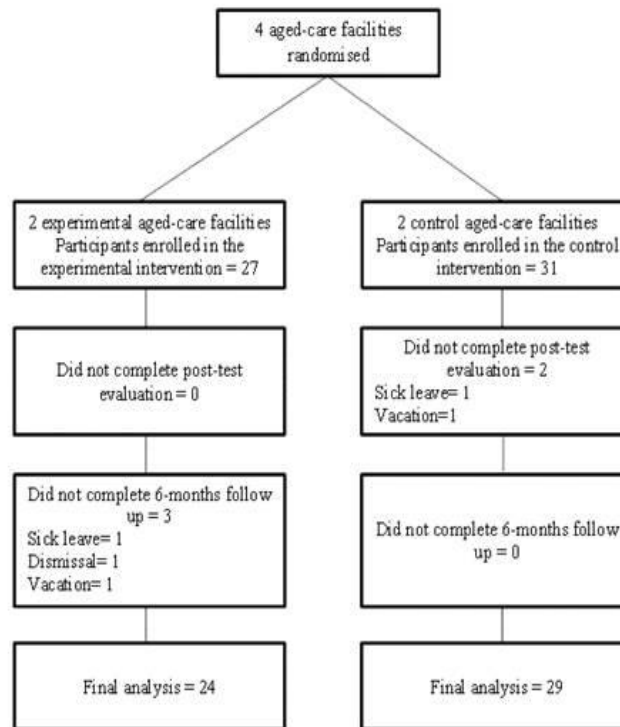 4 aged-care facilities
randomised
2 experimental aged-care facilities
Participants enrolled in the
experimental intervention = 27
2 control aged-care facilities
Participants enrolled in the control
intervention = 31
Did not complete post-test
evaluation = 0
Did not complete post-test
evaluation = 2
Sick leave= 1
Vacation=1
Did not complete 6-months follow
up = 3
Sick leave= 1
Dismissal= 1
Vacation= 1
Did not complete 6-months follow
up = 0
Final analysis = 24
Final analysis = 29